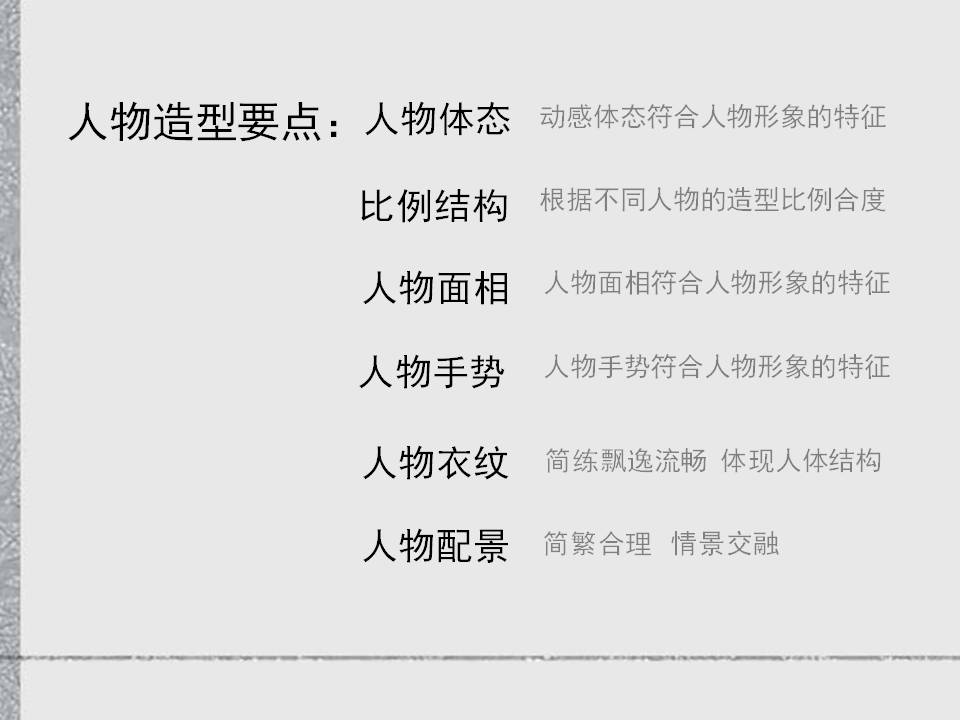 人物造型要点：人物体态 动感体态符合人物形象的特征
比例结构 根据不同人物的造型比例合度
人物面相 人物面相符合人物形象的特征
人物手势 人物手势符合人物形象的特征
人物衣纹 简练飘逸流畅 体现人体结构
人物配景 简繁合理 情景交融